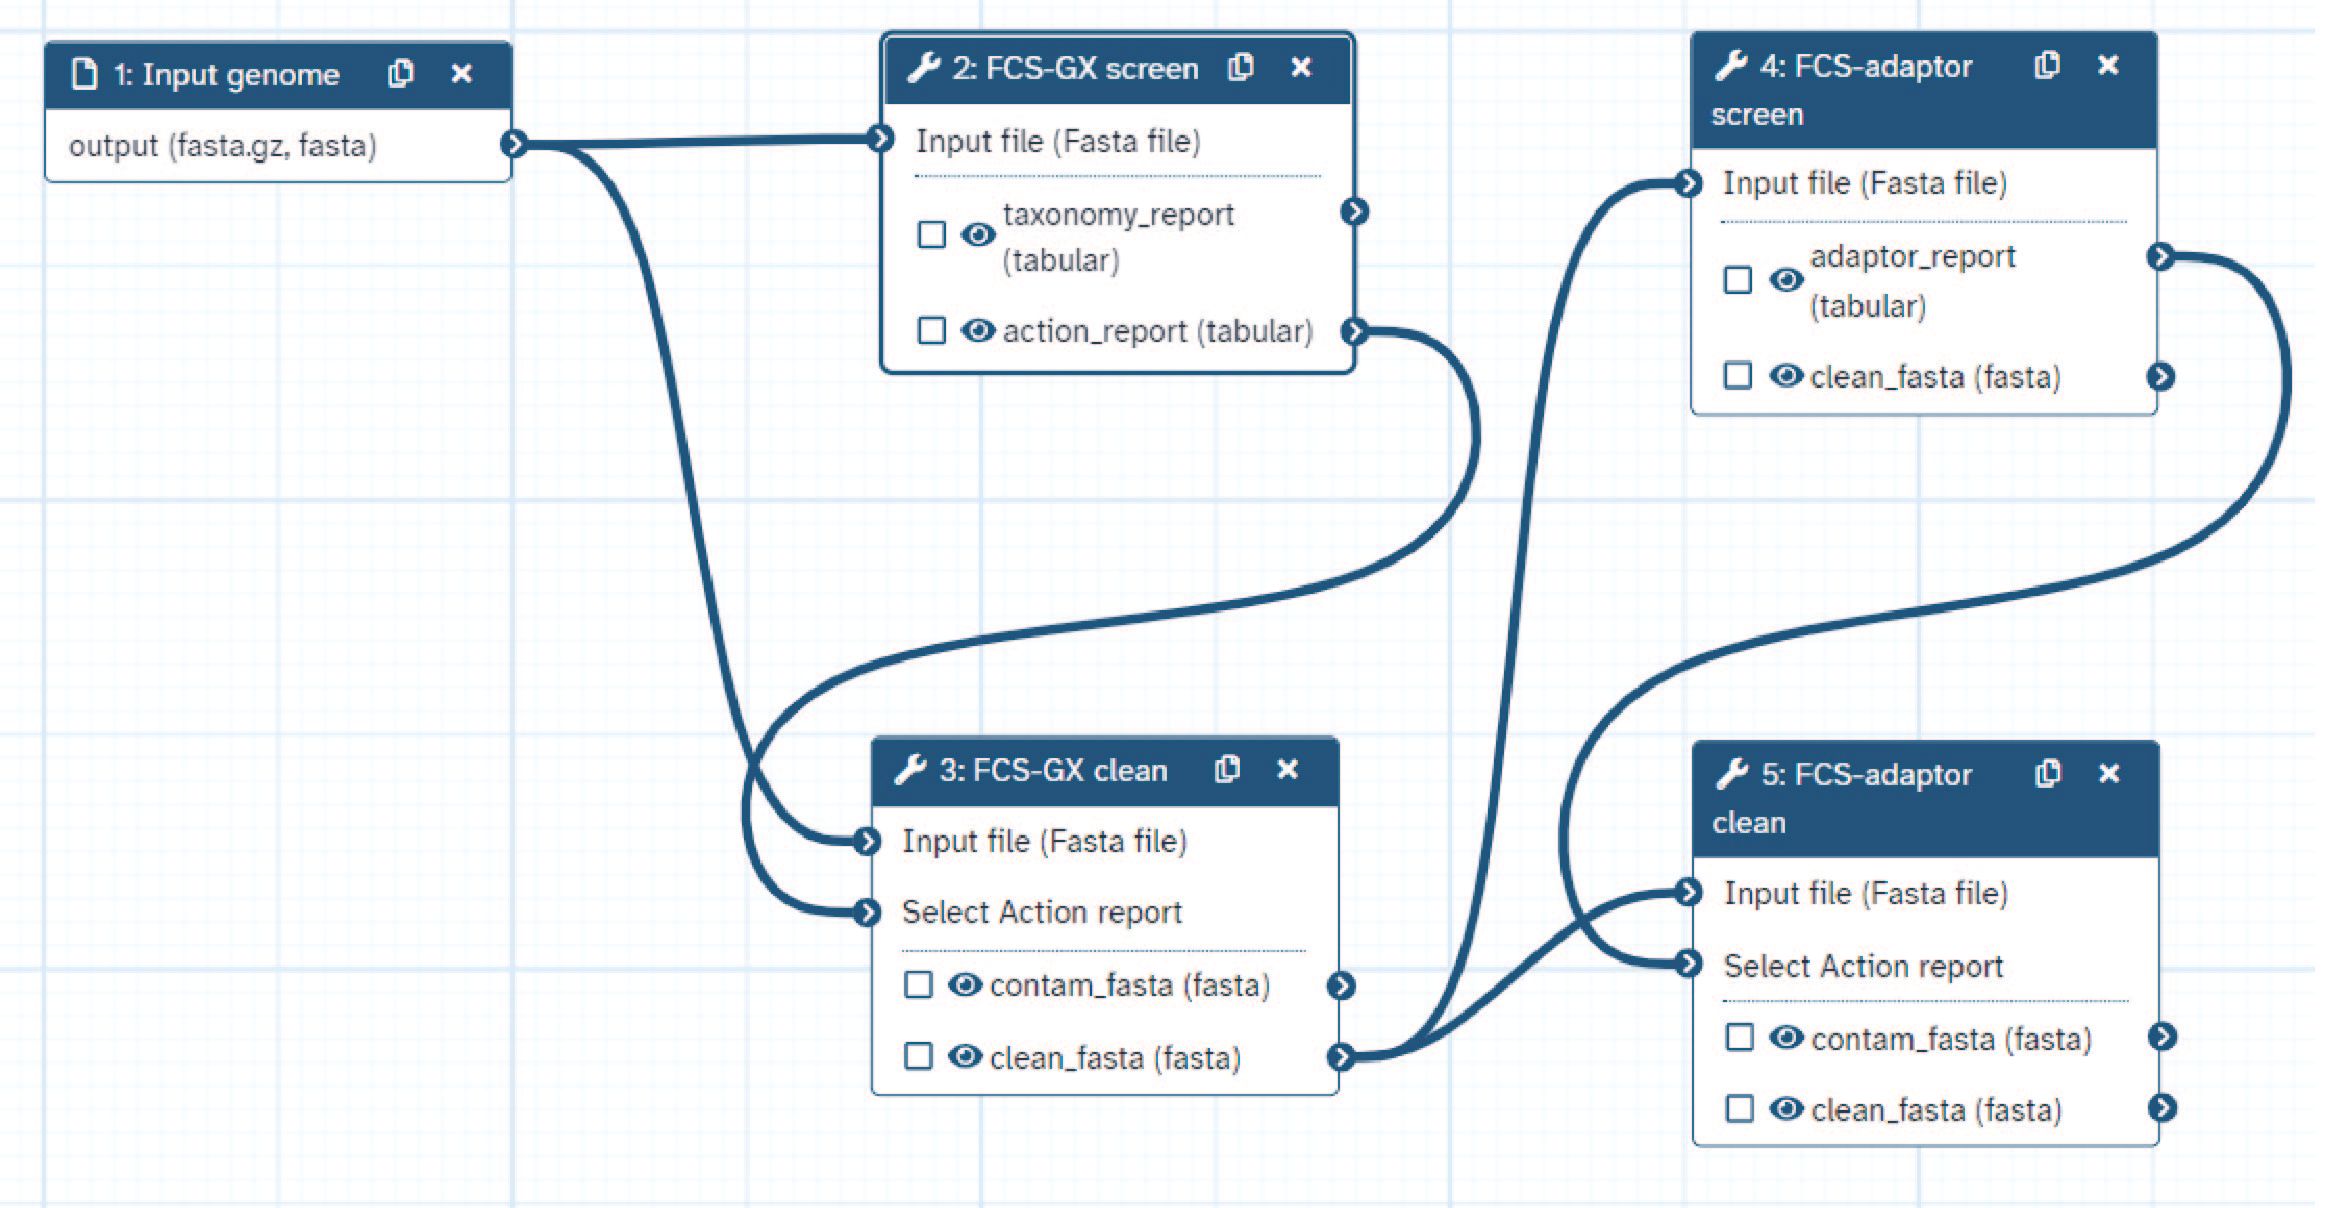 1: Input genome
output (fasta.gz, fasta)
2: FCS-GX screen
Input file (Fasta file)
taxonomy_report
(tabular)
action_report (tabular)
3: FCS-GX clean
Input file (Fasta file)
Select Action report
contam_fasta (fasta)
clean_fasta (fasta)
4: FCS-adaptor
screen
Input file (Fasta file)
adaptor_report
(tabular)
clean_fasta (fasta)
5: FCS-adaptor
clean
Input file (Fasta file)
Select Action report
contam_fasta (fasta)
clean_fasta (fasta)